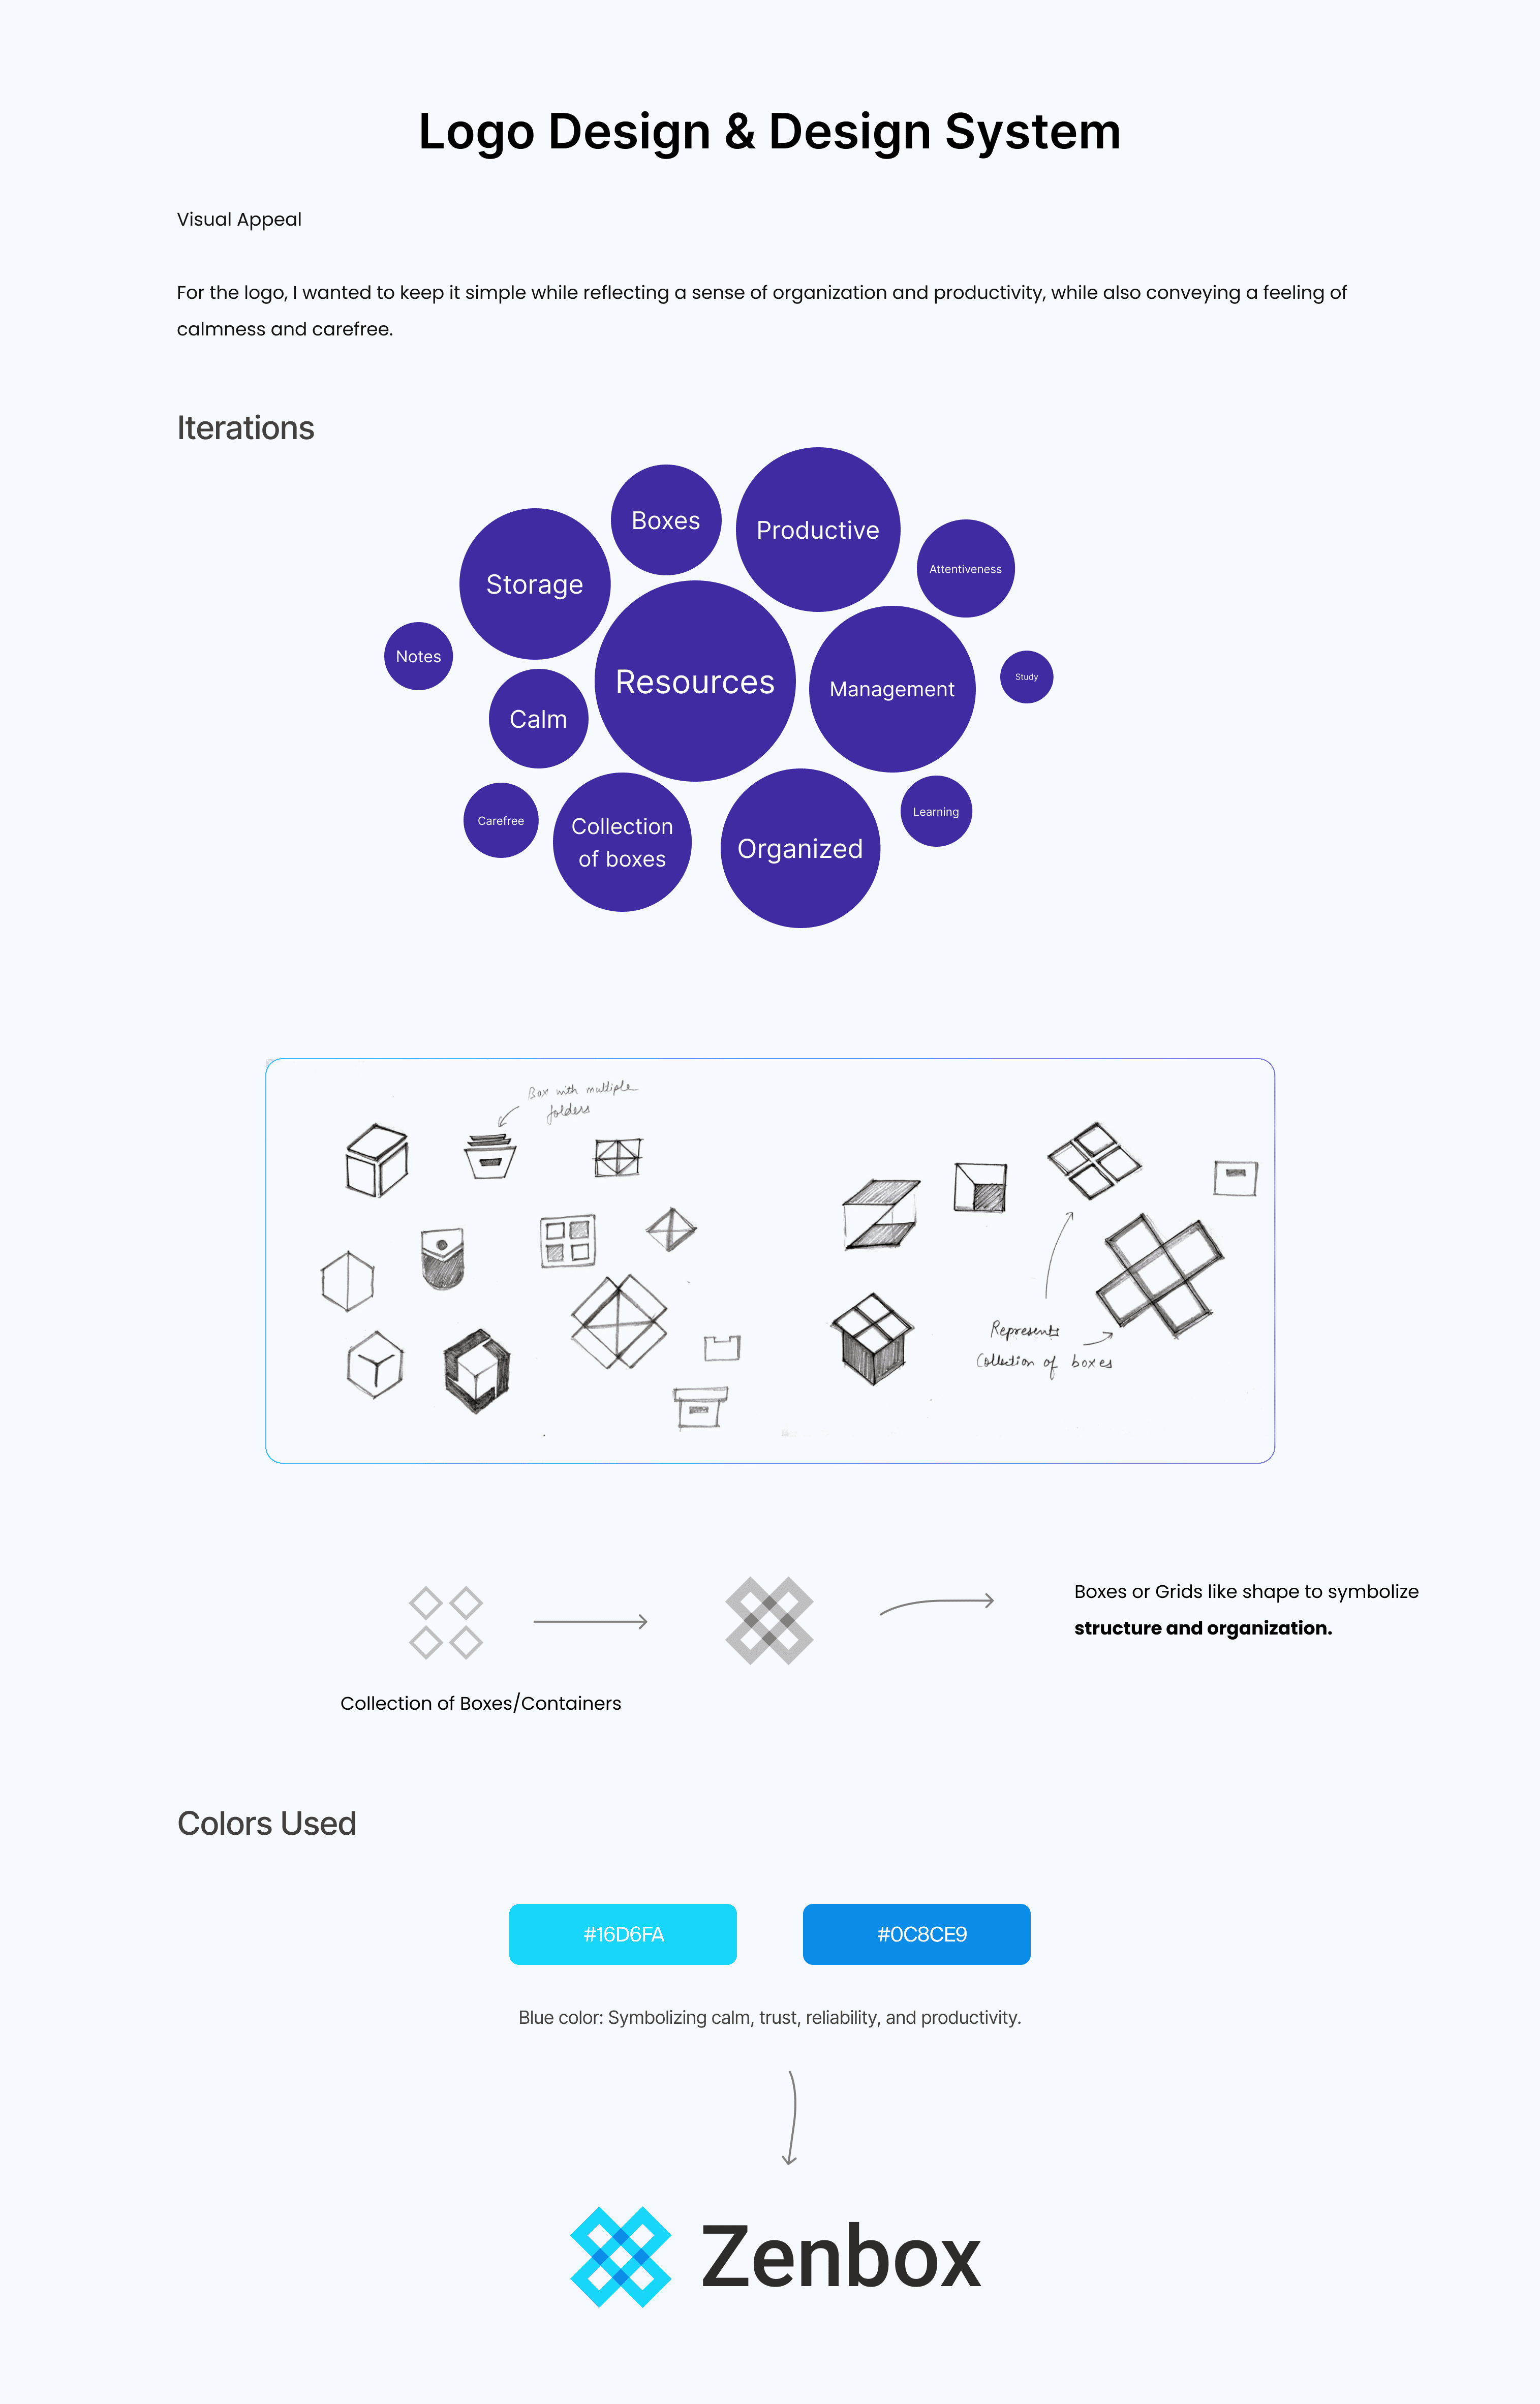 Logo Design & Design System
Visual Appeal
For the logo, I wanted to keep it simple while reflecting a sense of organization and productivity, while also conveying a feeling of
calmness and carefree.
Iterations
Boxes
Productive
Storage
Attentiveness
Notes
Resources
Management
Study
Calm
Carefree
Collection
of boxes
Organized
Learning
Box with multiple
folders
Represents
Collection of boxes
Boxes or Grids like shape to symbolize
structure and organization.
Collection of Boxes/Containers
Colors Used
#16D6FA
#0C8CE9
Blue color: Symbolizing calm, trust, reliability, and productivity.
Zenbox